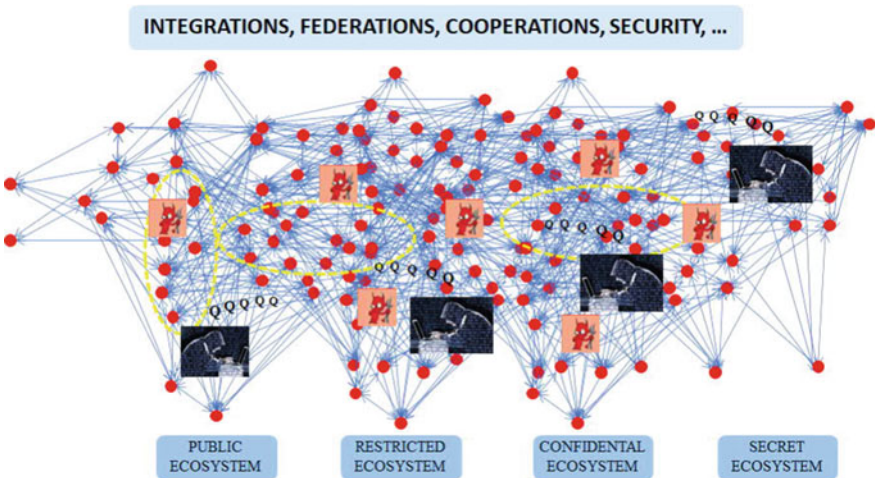 INTEGRATIONS, FEDERATIONS, COOPERATIONS, SECURITY, ...
Q Q Q Q Q
Q Q Q Q Q
Q Q Q Q Q
Q Q Q Q Q
PUBLIC
ECOSYSTEM
RESTRICTED
ECOSYSTEM
CONFIDENTAL
ECOSYSTEM
SECRET
ECOSYSTEM